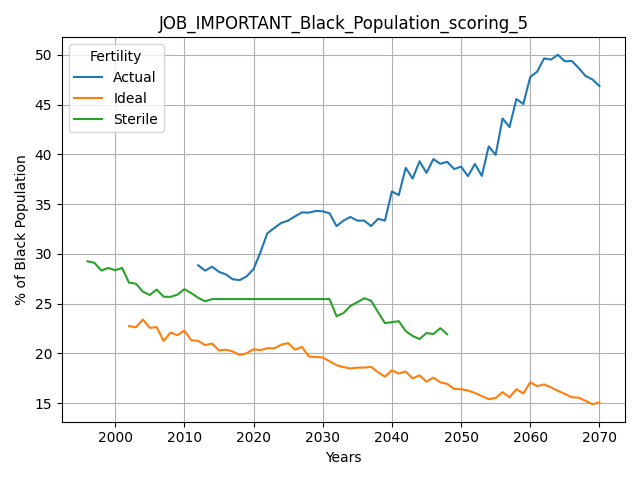 JOB_IMPORTANT_Black_Population_scoring_5
Fertility
Actual
Ideal
Sterile
% of Black Population
50
45
40
35
30
25
20
15
2000
2010
2020
2030
2040
2050
2060
2070
Years